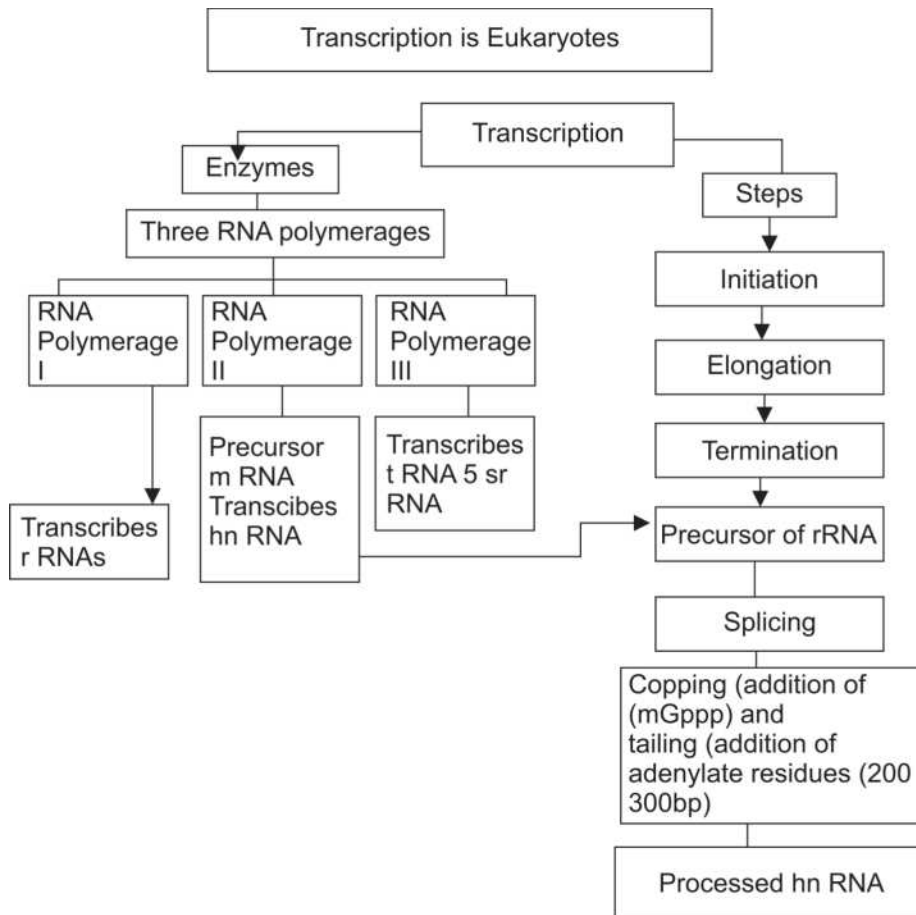 Transcription is Eukaryotes
Transcription
Enzymes
Steps
Three RNA polymerages
Initiation
RNA
Polymerage
I
RNA
Polymerage
II
RNA
Polymerage
III
Elongation
Precursor
m RNA
Transcibes
hn RNA
Transcribes
t RNA 5 sr
RNA
Termination
Transcribes
r RNAs
Precursor of rRNA
Splicing
Copping (addition of
(mGppp) and
tailing (addition of
adenylate residues (200
300bp)
Processed hn RNA